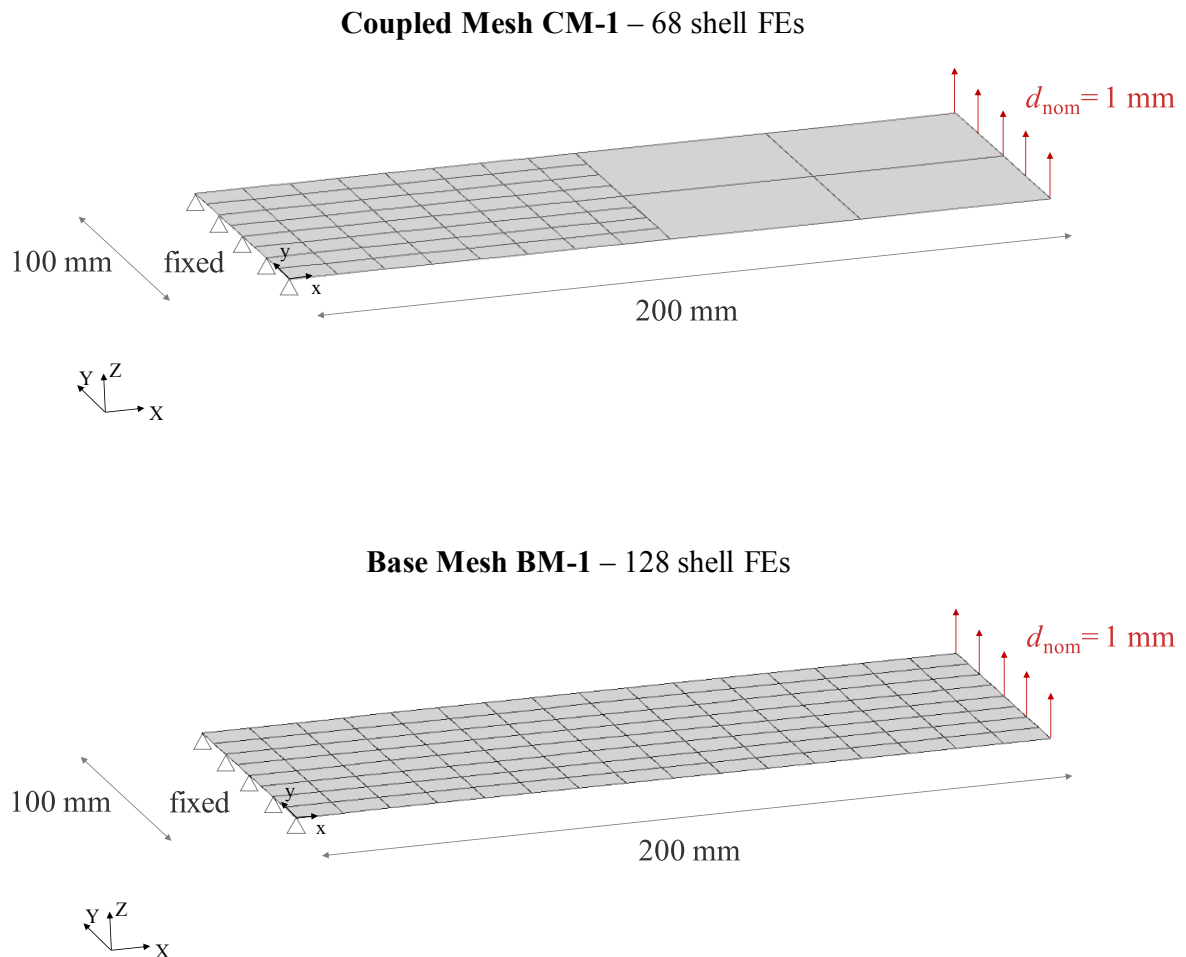 Coupled Mesh CM-1 – 68 shell FEs
dnom= 1 mm
100 mm
fixed
y
x
200 mm
Y
Z
X
Base Mesh BM-1 – 128 shell FEs
dnom= 1 mm
100 mm
fixed
y
x
200 mm
Y
Z
X